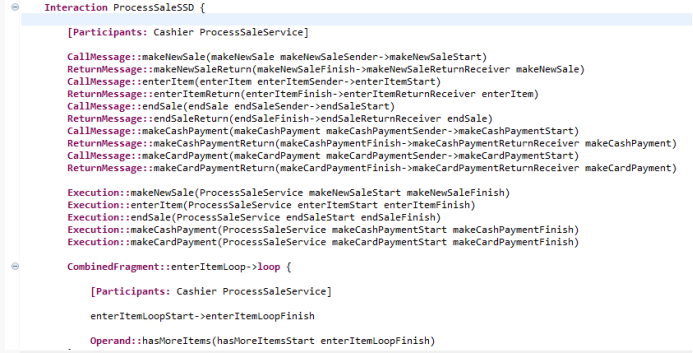 Interaction ProcessSaleSSD {
[Participants: Cashier ProcessSaleService]
CallMessage::makeNewSale(makeNewSale makeNewSaleSender->makeNewSaleStart)
ReturnMessage::makeNewSaleReturn(makeNewSaleFinish->makeNewSaleReturnReceiver makeNewSale)
CallMessage::enterItem(enterItem enterItemSender->enterItemStart)
ReturnMessage::enterItemReturn(enterItemFinish->enterItemReturnReceiver enterItem)
CallMessage::endSale(endSale endSaleSender->endSaleStart)
ReturnMessage::endSaleReturn(endSaleFinish->endSaleReturnReceiver endSale)
CallMessage::makeCashPayment(makeCashPayment makeCashPaymentSender->makeCashPaymentStart)
ReturnMessage::makeCashPaymentReturn(makeCashPaymentFinish->makeCashPaymentReturnReceiver makeCashPayment)
CallMessage::makeCardPayment(makeCardPayment makeCardPaymentSender->makeCardPaymentStart)
ReturnMessage::makeCardPaymentReturn(makeCardPaymentFinish->makeCardPaymentReturnReceiver makeCardPayment)
Execution::makeNewSale(ProcessSaleService makeNewSaleStart makeNewSaleFinish)
Execution::enterItem(ProcessSaleService enterItemStart enterItemFinish)
Execution::endSale(ProcessSaleService endSaleStart endSaleFinish)
Execution::makeCashPayment(ProcessSaleService makeCashPaymentStart makeCashPaymentFinish)
Execution::makeCardPayment(ProcessSaleService makeCardPaymentStart makeCardPaymentFinish)
CombinedFragment::enterItemLoop->loop {
[Participants: Cashier ProcessSaleService]
enterItemLoopStart->enterItemLoopFinish
Operand::hasMoreItems(hasMoreItemsStart enterItemLoopFinish)